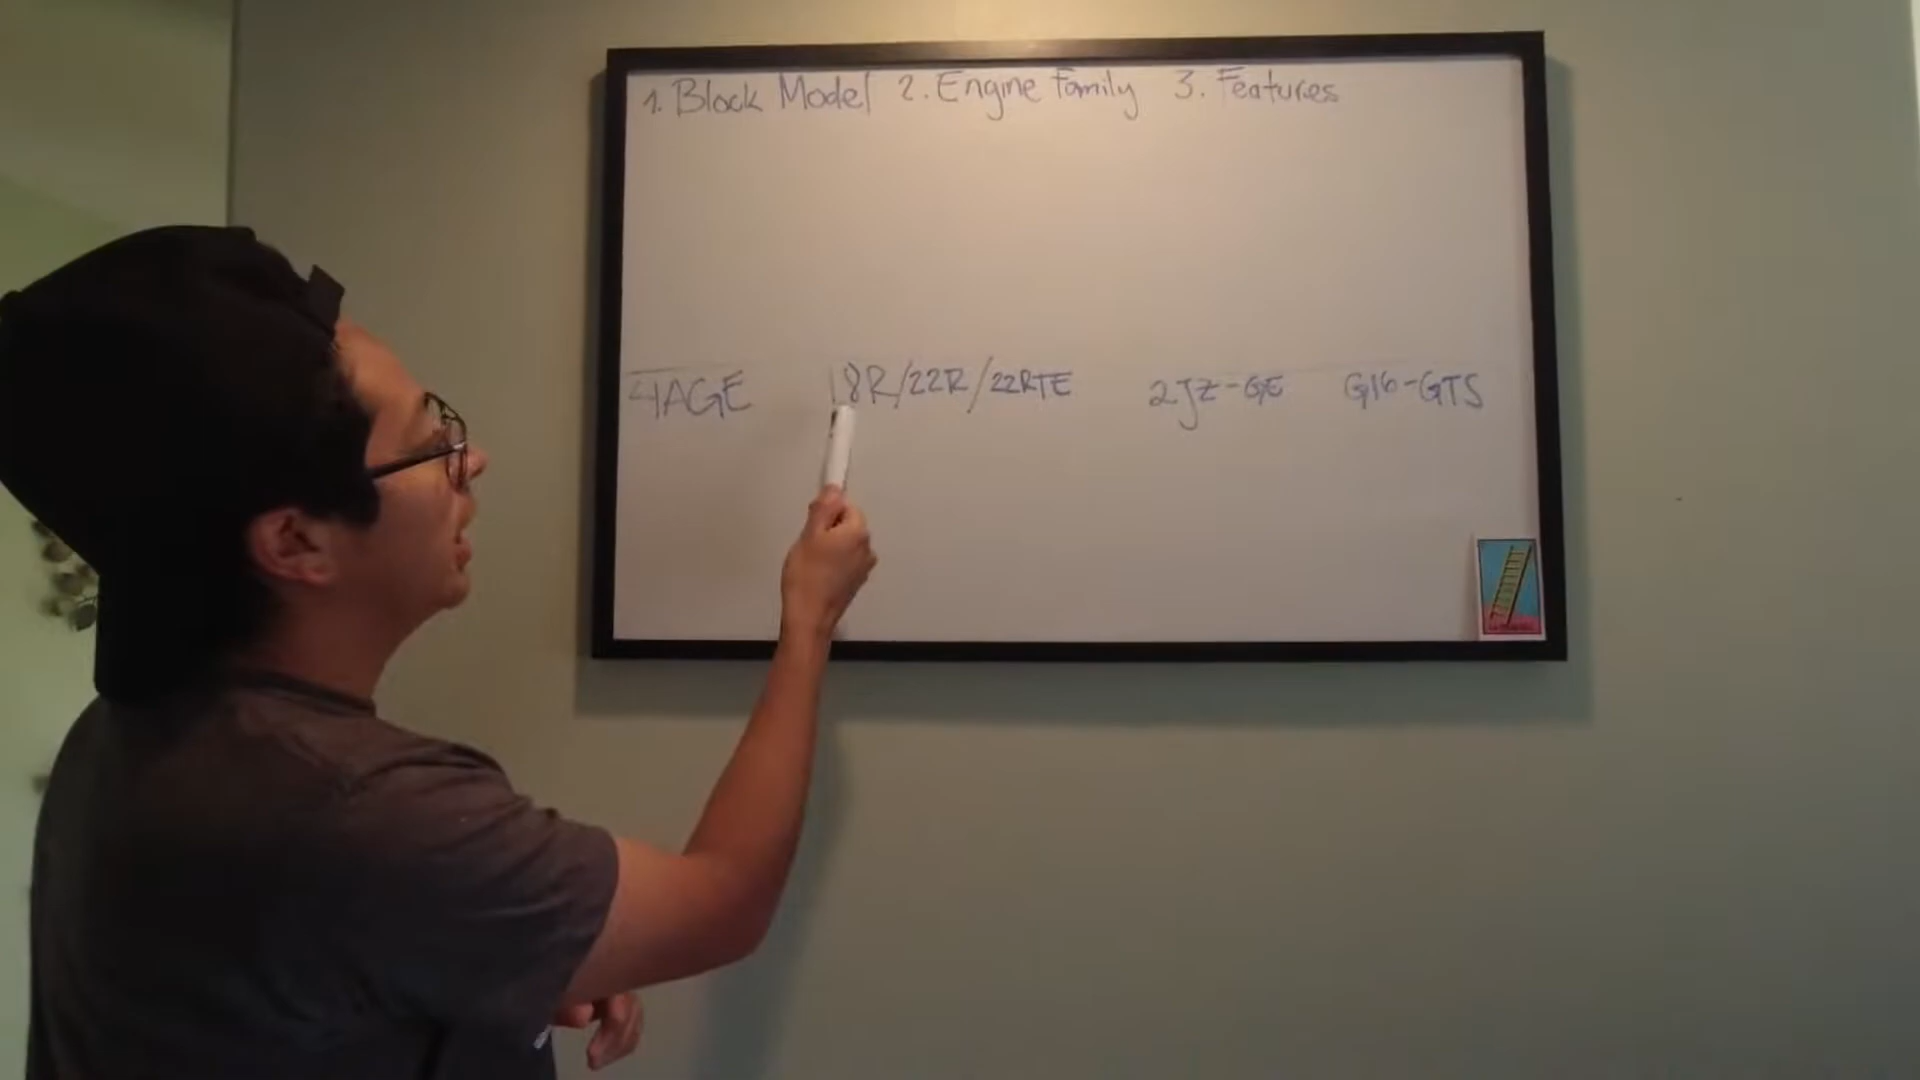 1. Block Model 2. Engine Family 3. Features
4AGE 18R/22R/22RTE 2JZ-GE G16-GTS